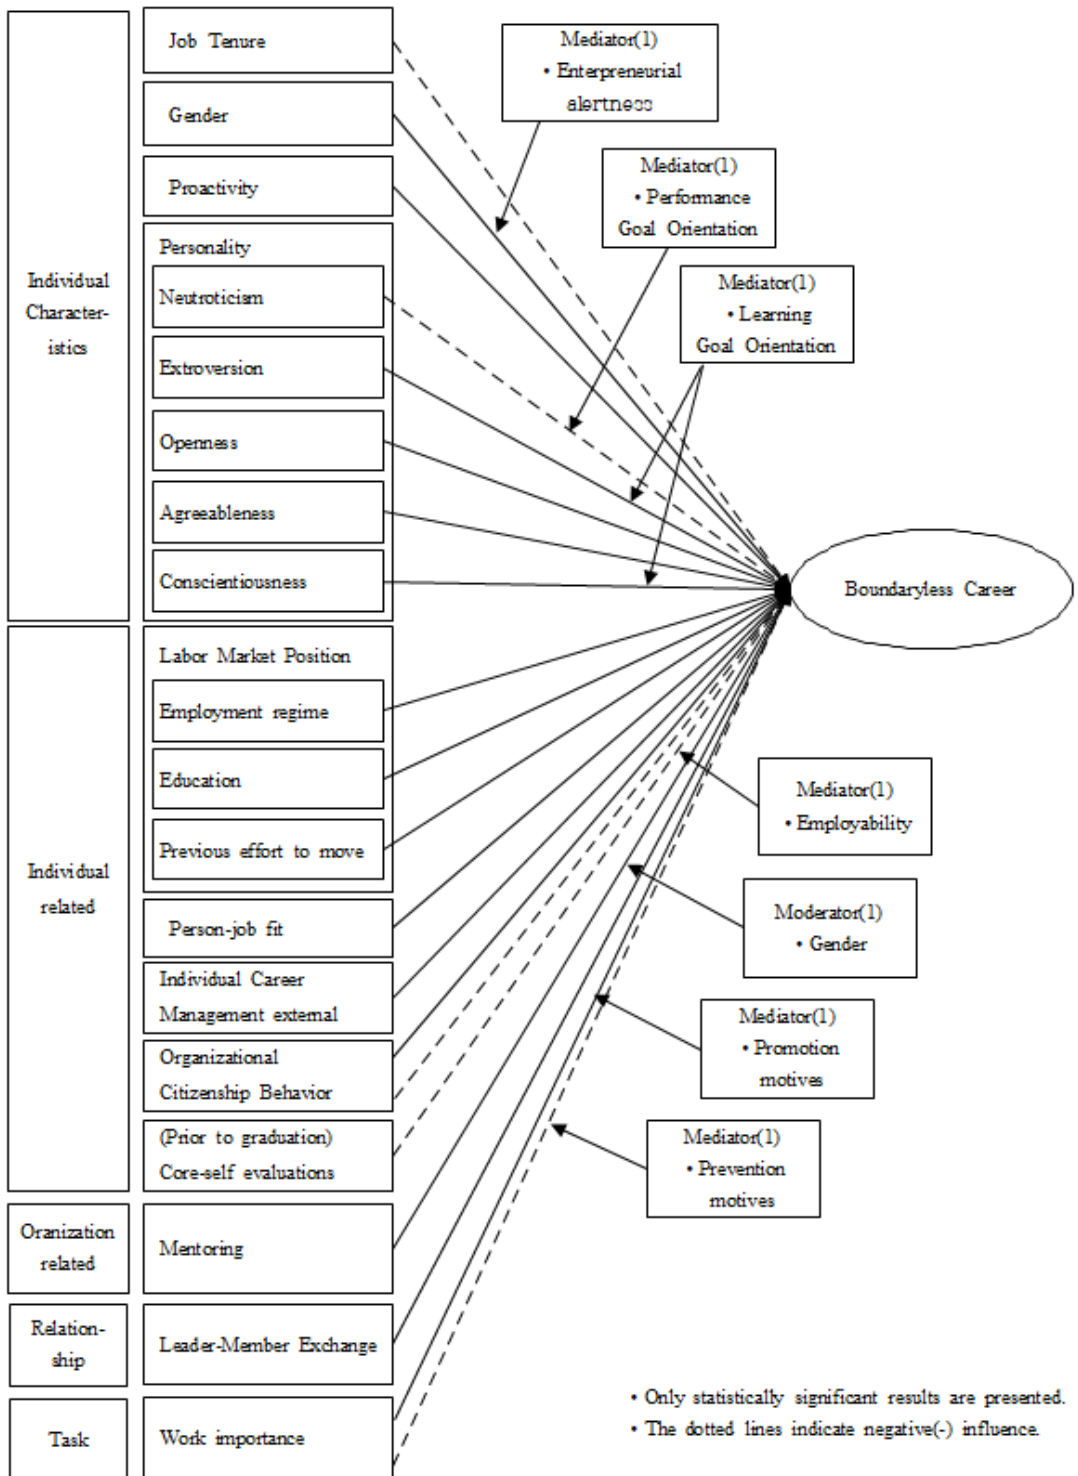 Job Tenure
Gender
Proactivity
Personality
Neutroticism
Extroversion
Openness
Agreeableness
Conscientiousness
Individual
Character-
istics
Mediator(1)
• Enterpreneurial
alertness
Mediator(1)
• Performance
Goal Orientation
Mediator(1)
• Learning
Goal Orientation
Boundaryless Career
Labor Market Position
Employment regime
Education
Previous effort to move
Individual
related
Person-job fit
Individual Career
Management external
Organizational
Citizenship Behavior
(Prior to graduation)
Core-self evaluations
Mediator(1)
• Employability
Moderator(1)
• Gender
Mediator(1)
• Promotion
motives
Mediator(1)
• Prevention
motives
Oranization
related
Mentoring
Relation-
ship
Leader-Member Exchange
Task
Work importance
• Only statistically significant results are presented.
• The dotted lines indicate negative(-) influence.